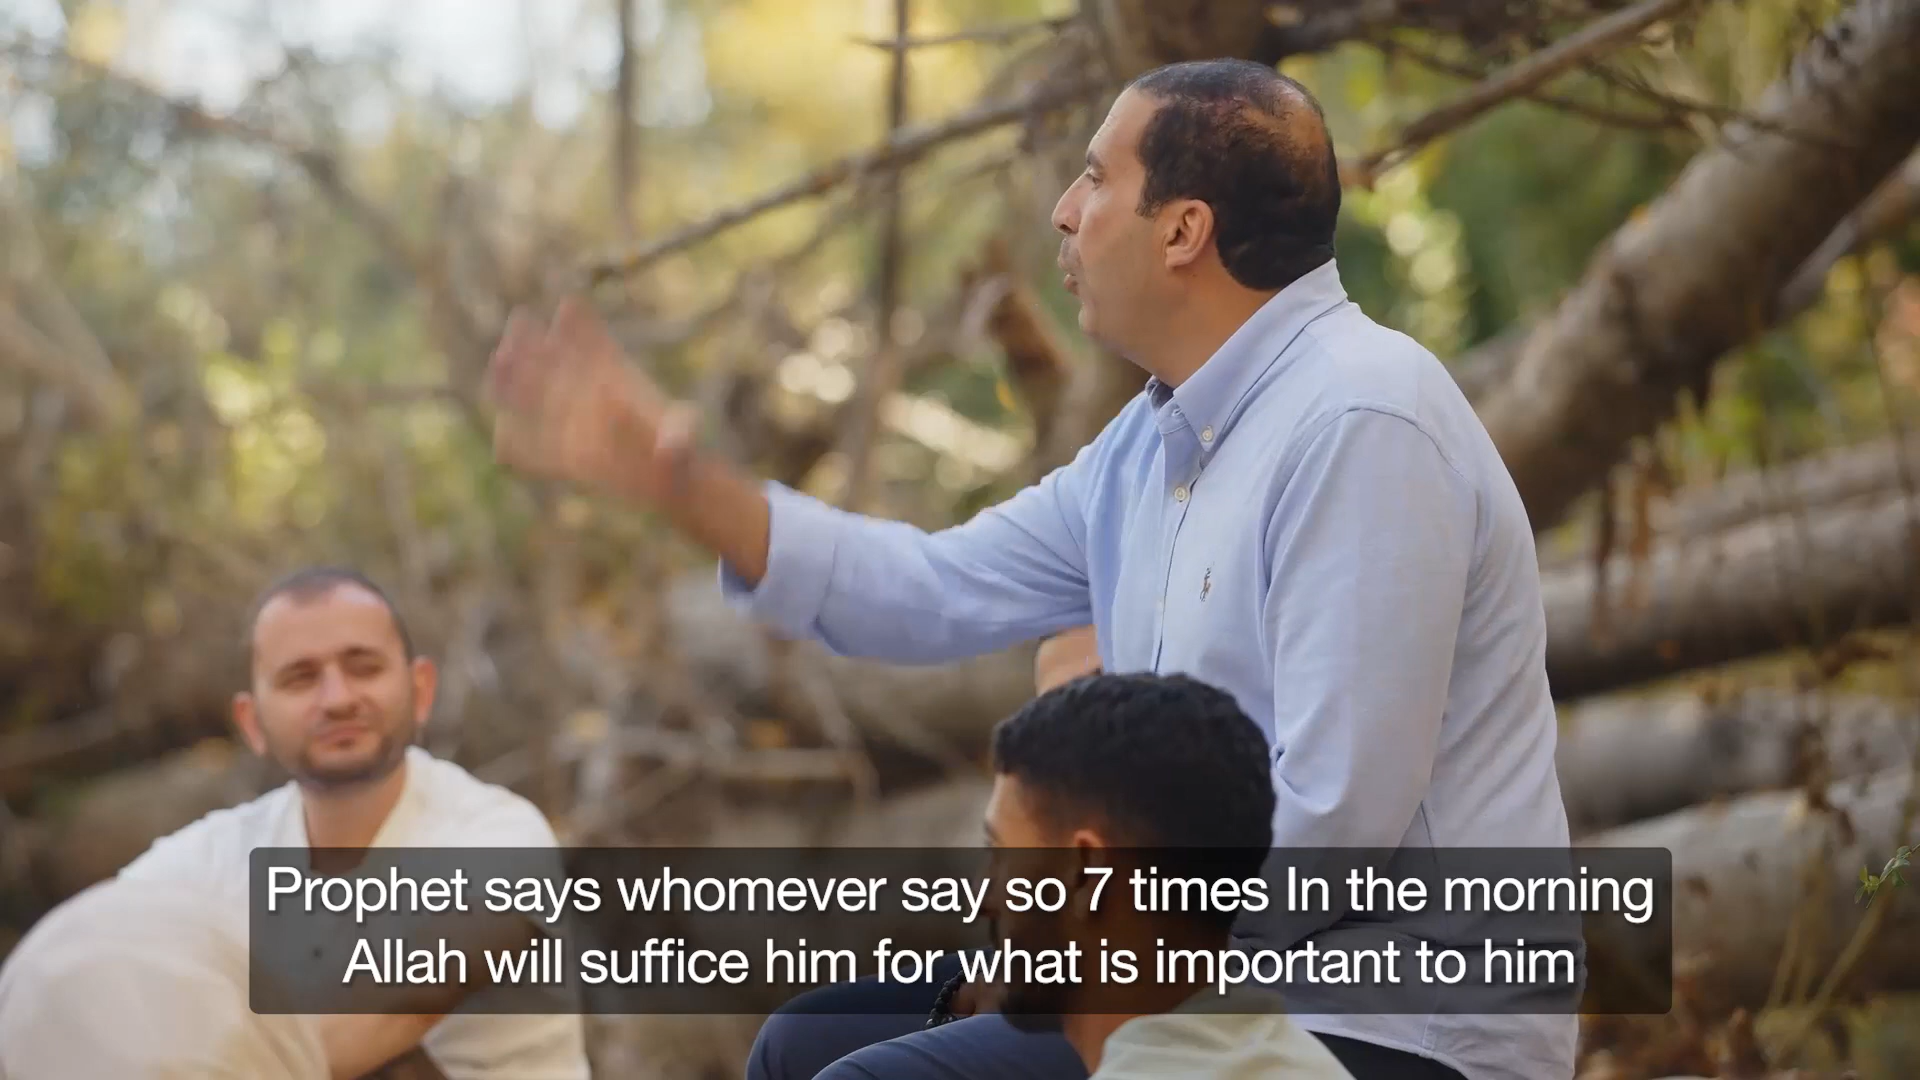 Prophet says whomever say so 7 times In the morning
Allah will suffice him for what is important to him